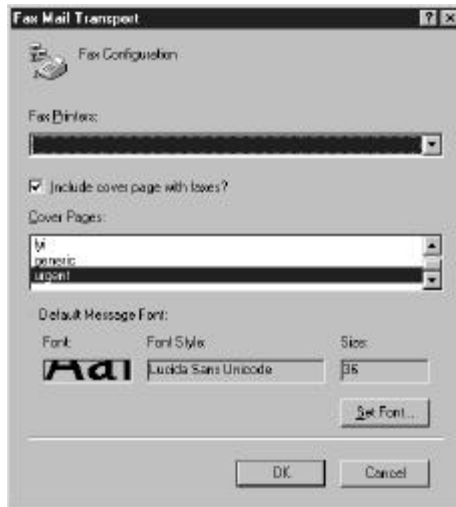 Fax Mail Transport
Fax Configuration
Fax Printers:
Include cover page with faxes?
Cover Pages:
fyi
generic
urgent
Default Message Font:
Font: Font Style: Size:
AaI Lucida Sans Unicode 36
Set Font...
OK Cancel